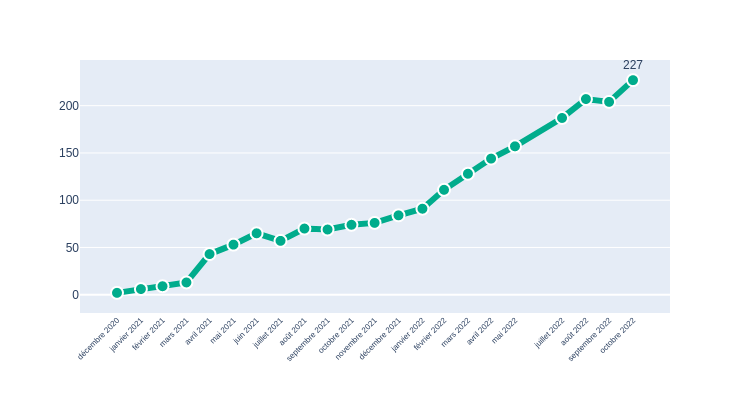 227
200
150
100
50
0
décembre 2020
janvier 2021
février 2021
mars 2021
avril 2021
mai 2021
juin 2021
juillet 2021
août 2021
septembre 2021
octobre 2021
novembre 2021
décembre 2021
janvier 2022
février 2022
mars 2022
avril 2022
mai 2022
juillet 2022
août 2022
septembre 2022
octobre 2022